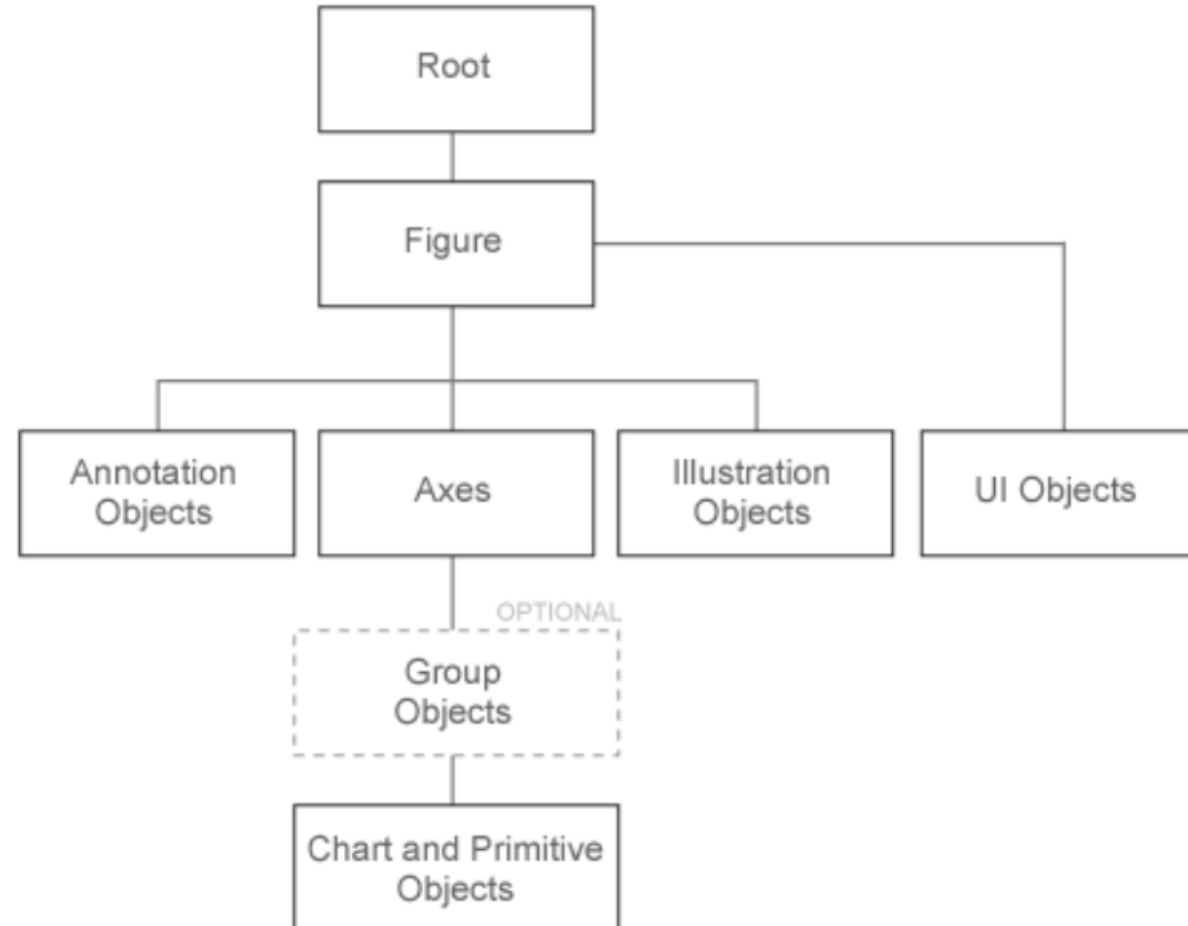 Root
Figure
Annotation
Objects
Axes
Illustration
Objects
UI Objects
OPTIONAL
Group
Objects
Chart and Primitive
Objects